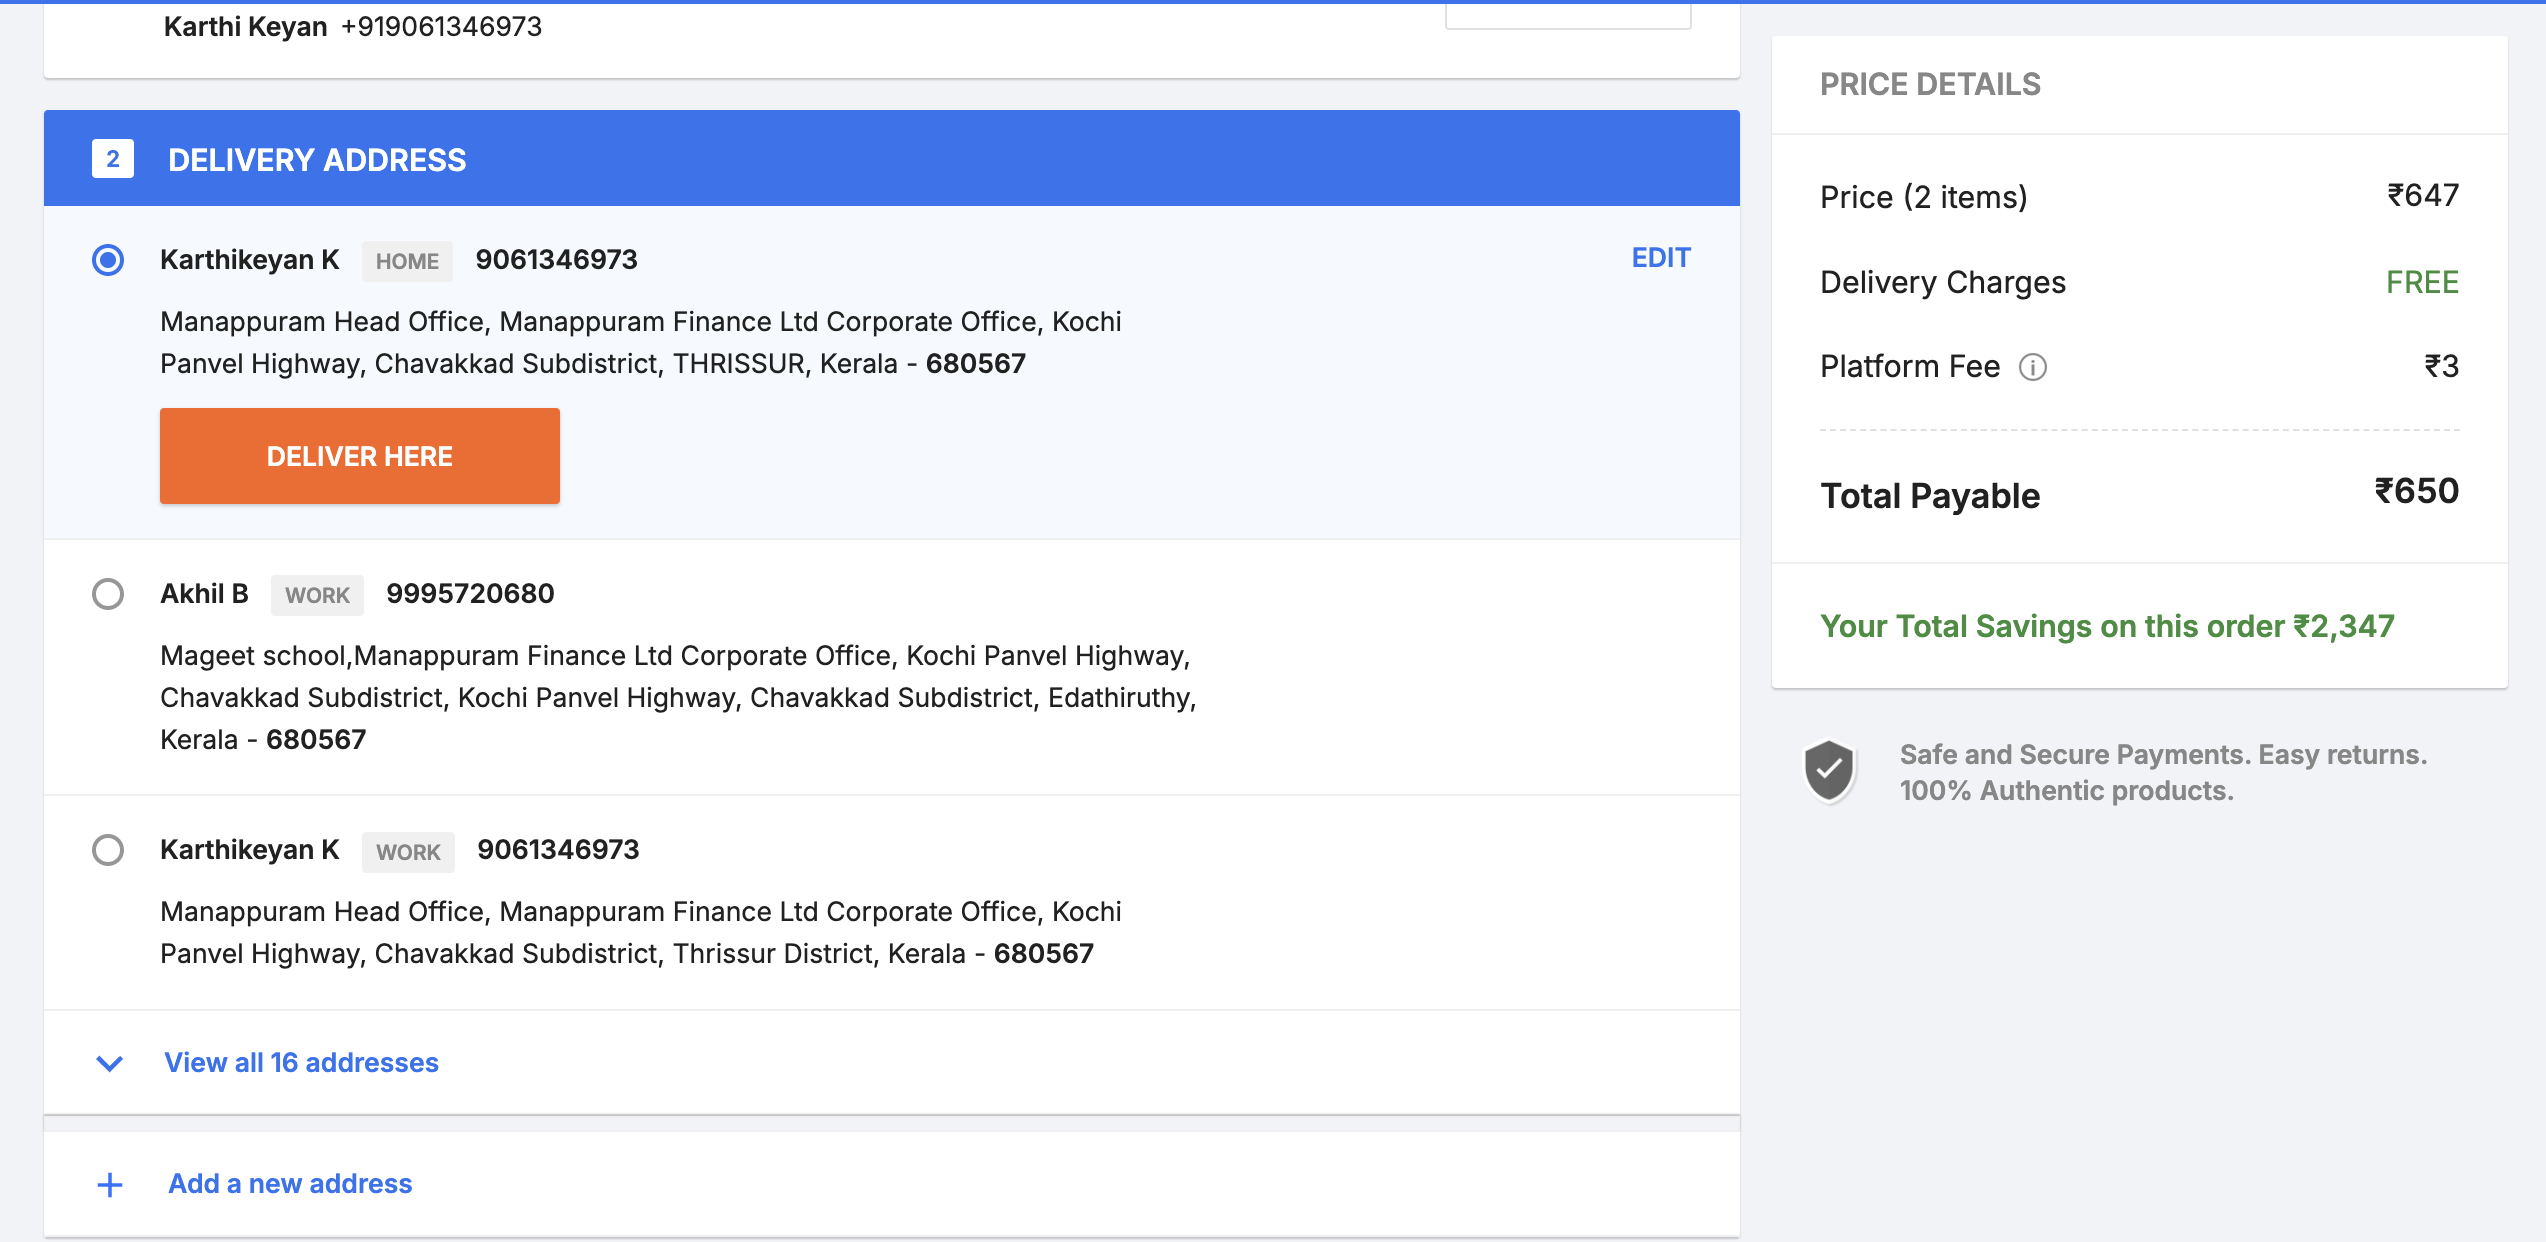 Karthi Keyan +919061346973
2 DELIVERY ADDRESS
Karthikeyan K HOME 9061346973 EDIT
Manappuram Head Office, Manappuram Finance Ltd Corporate Office, Kochi
Panvel Highway, Chavakkad Subdistrict, THRISSUR, Kerala - 680567
DELIVER HERE
Akhil B WORK 9995720680
Mageet school,Manappuram Finance Ltd Corporate Office, Kochi Panvel Highway,
Chavakkad Subdistrict, Kochi Panvel Highway, Chavakkad Subdistrict, Edathiruthy,
Kerala - 680567
Karthikeyan K WORK 9061346973
Manappuram Head Office, Manappuram Finance Ltd Corporate Office, Kochi
Panvel Highway, Chavakkad Subdistrict, Thrissur District, Kerala - 680567
View all 16 addresses
+ Add a new address
PRICE DETAILS
Price (2 items) ₹647
Delivery Charges FREE
Platform Fee ₹3
Total Payable ₹650
Your Total Savings on this order ₹2,347
Safe and Secure Payments. Easy returns.
100% Authentic products.